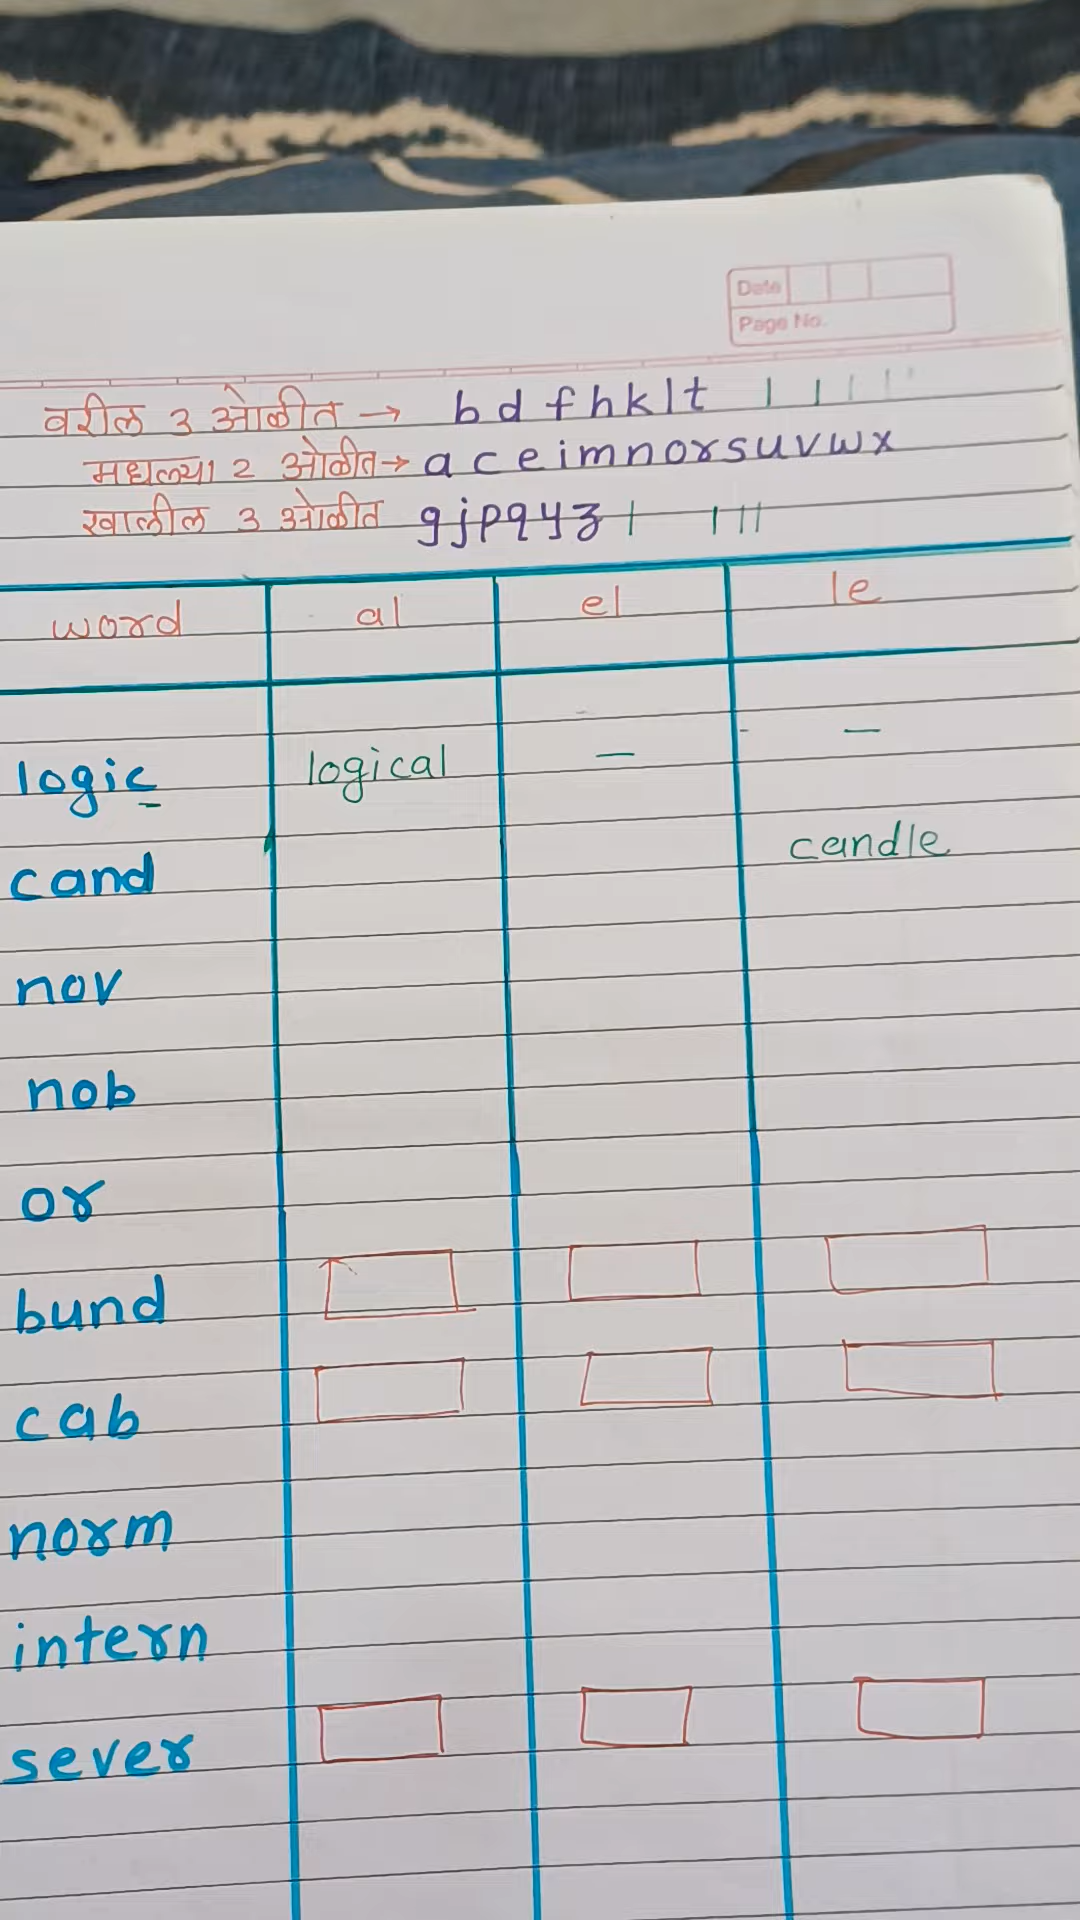 Date
Page No.
वरील 3 ओळीत → b d f h k l t
मधल्या 2 ओळीत → a c e i m n o r s u v w x
खालील 3 ओळीत g j p q y z
word al el le
logic logical — —
cand candle
nov
nob
or
bund
cab
norm
intern
sever